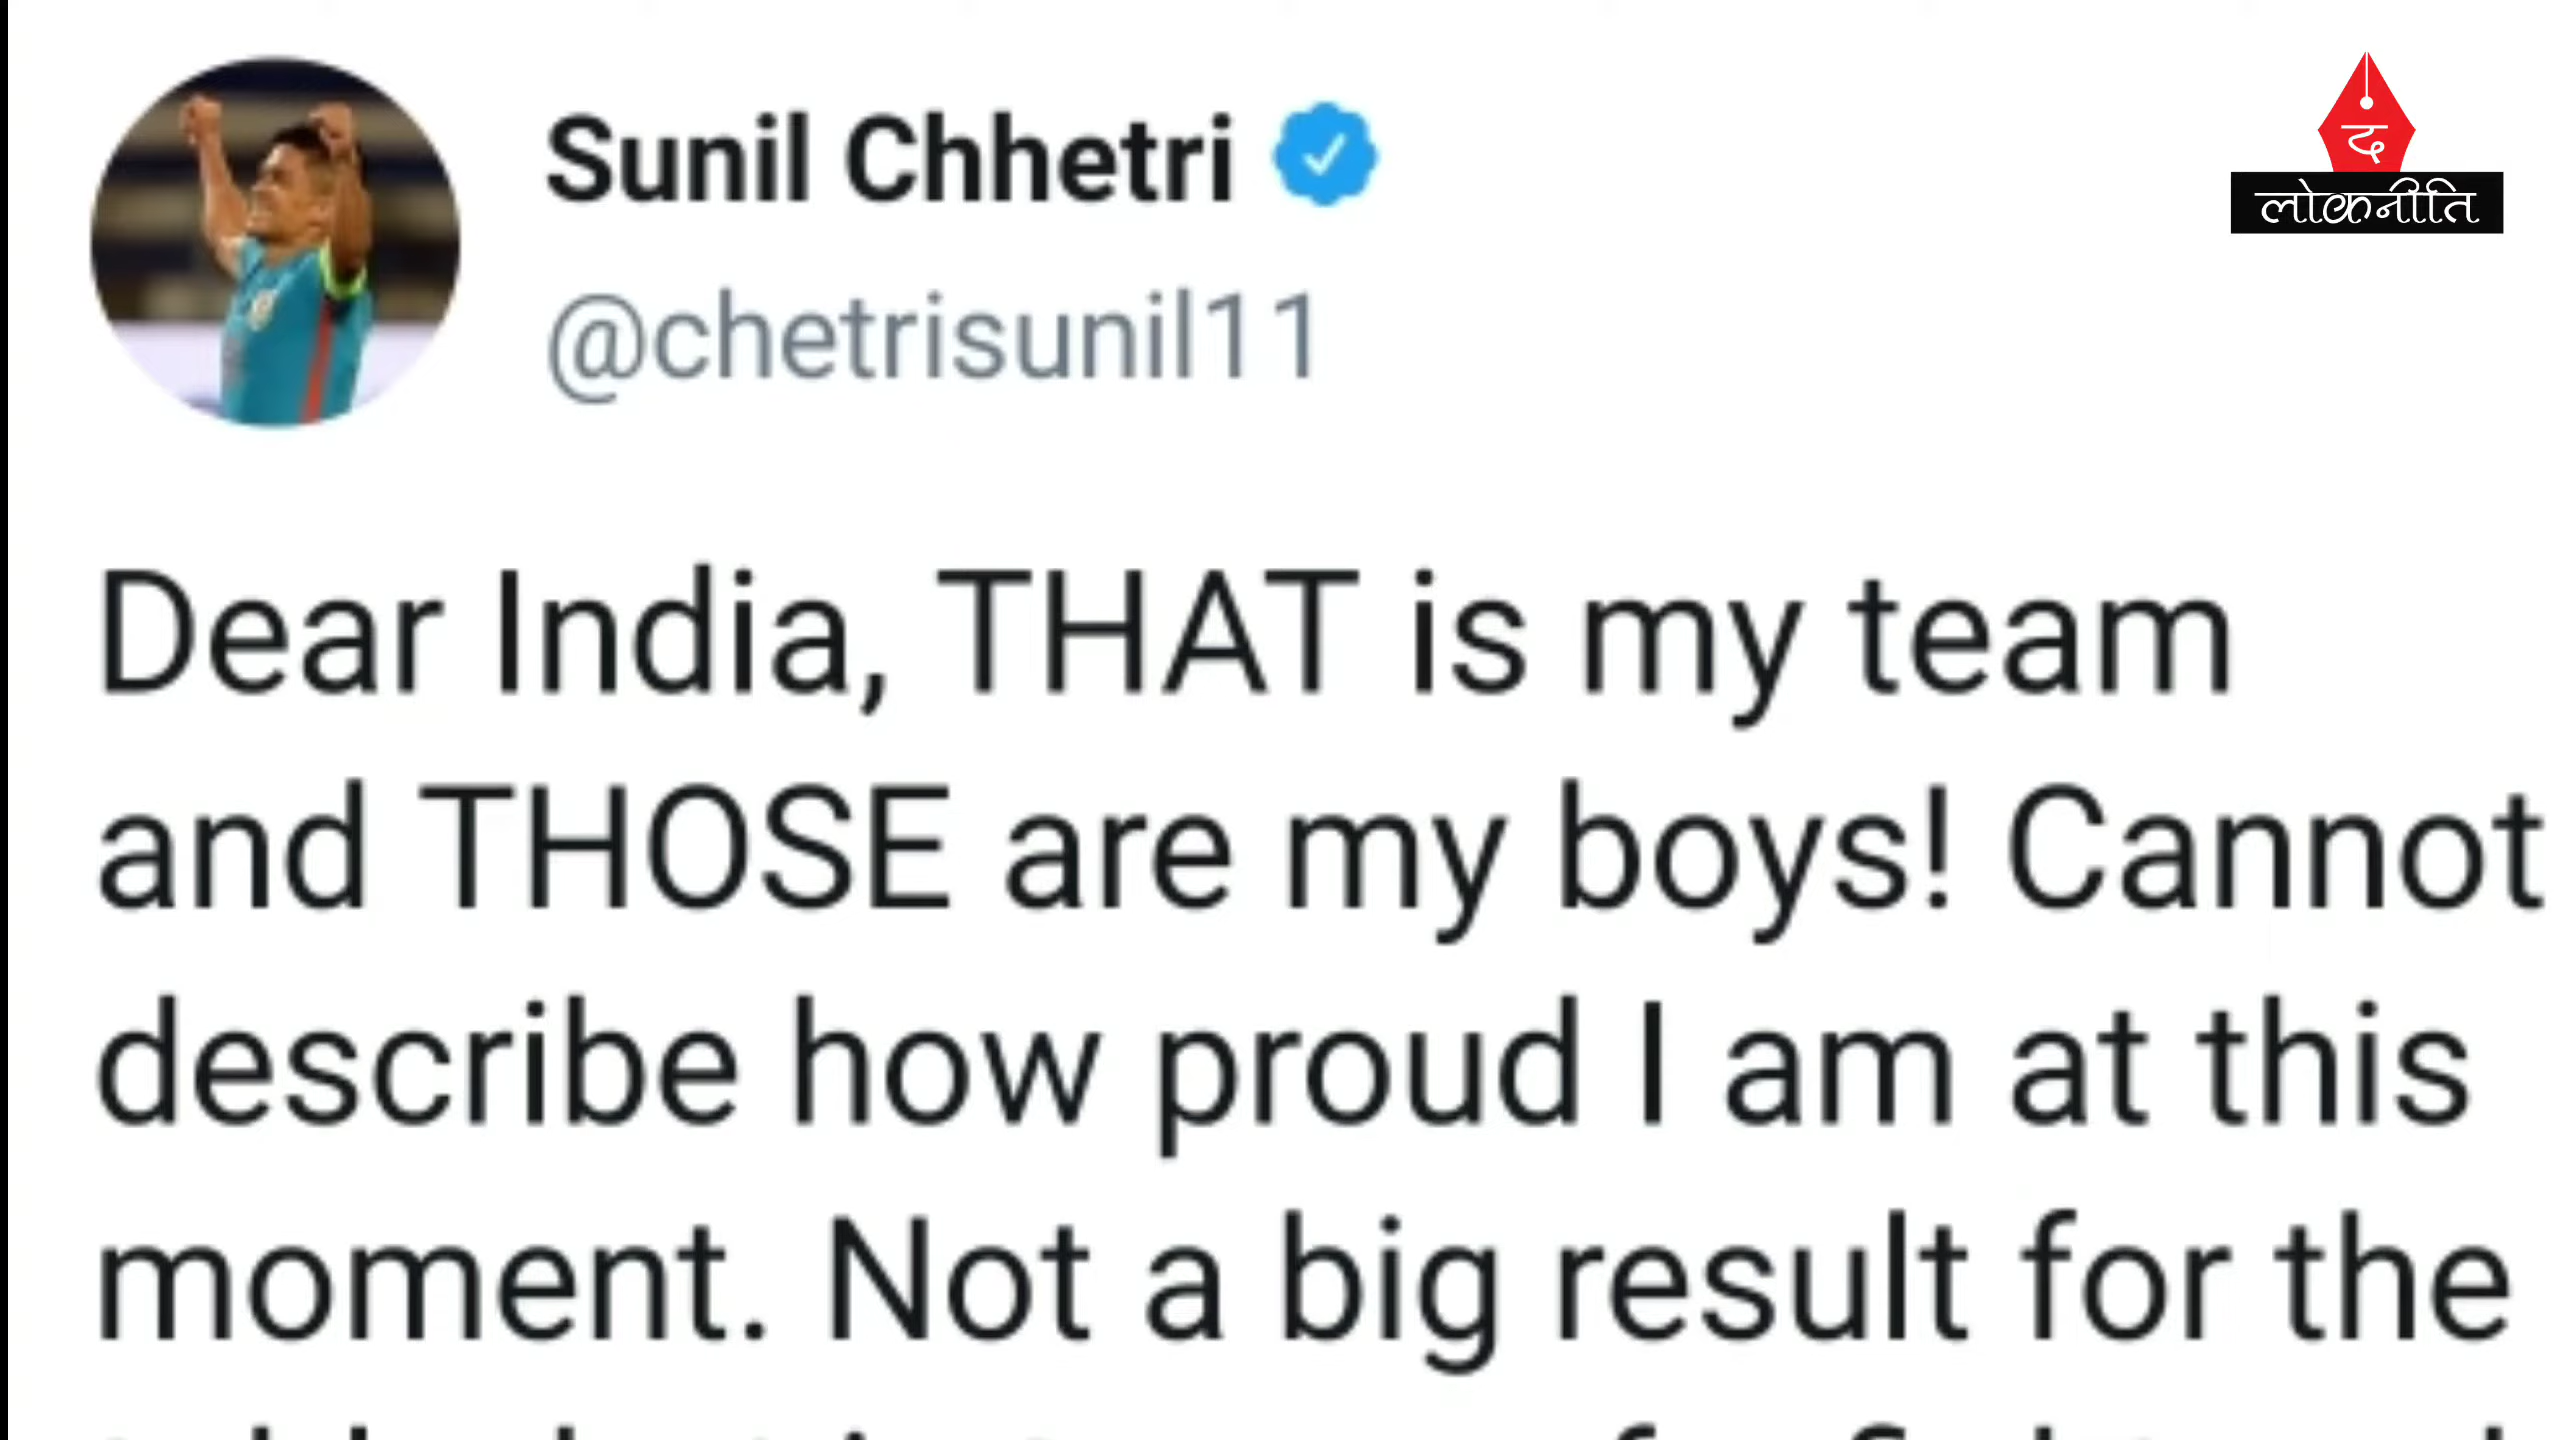 Sunil Chhetri
@chetrisunil11
द
लोकनीति
Dear India, THAT is my team
and THOSE are my boys! Cannot
describe how proud I am at this
moment. Not a big result for the